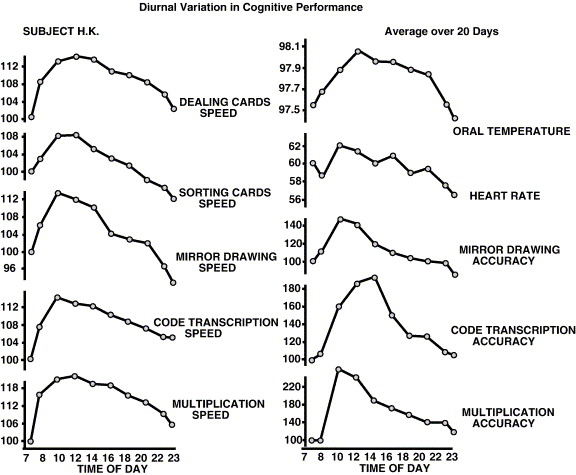 Diurnal Variation in Cognitive Performance
SUBJECT H.K.
Average over 20 Days
112
108
104
100
DEALING CARDS
SPEED
108
104
100
SORTING CARDS
SPEED
112
108
104
100
96
MIRROR DRAWING
SPEED
112
108
104
100
CODE TRANSCRIPTION
SPEED
118
112
106
100
MULTIPLICATION
SPEED
7 8 10 12 14 16 18 20 22 23
TIME OF DAY
98.1
97.9
97.7
97.5
ORAL TEMPERATURE
62
60
58
56
HEART RATE
140
120
100
MIRROR DRAWING
ACCURACY
180
160
140
120
100
CODE TRANSCRIPTION
ACCURACY
220
180
140
100
MULTIPLICATION
ACCURACY
7 8 10 12 14 16 18 20 22 23
TIME OF DAY